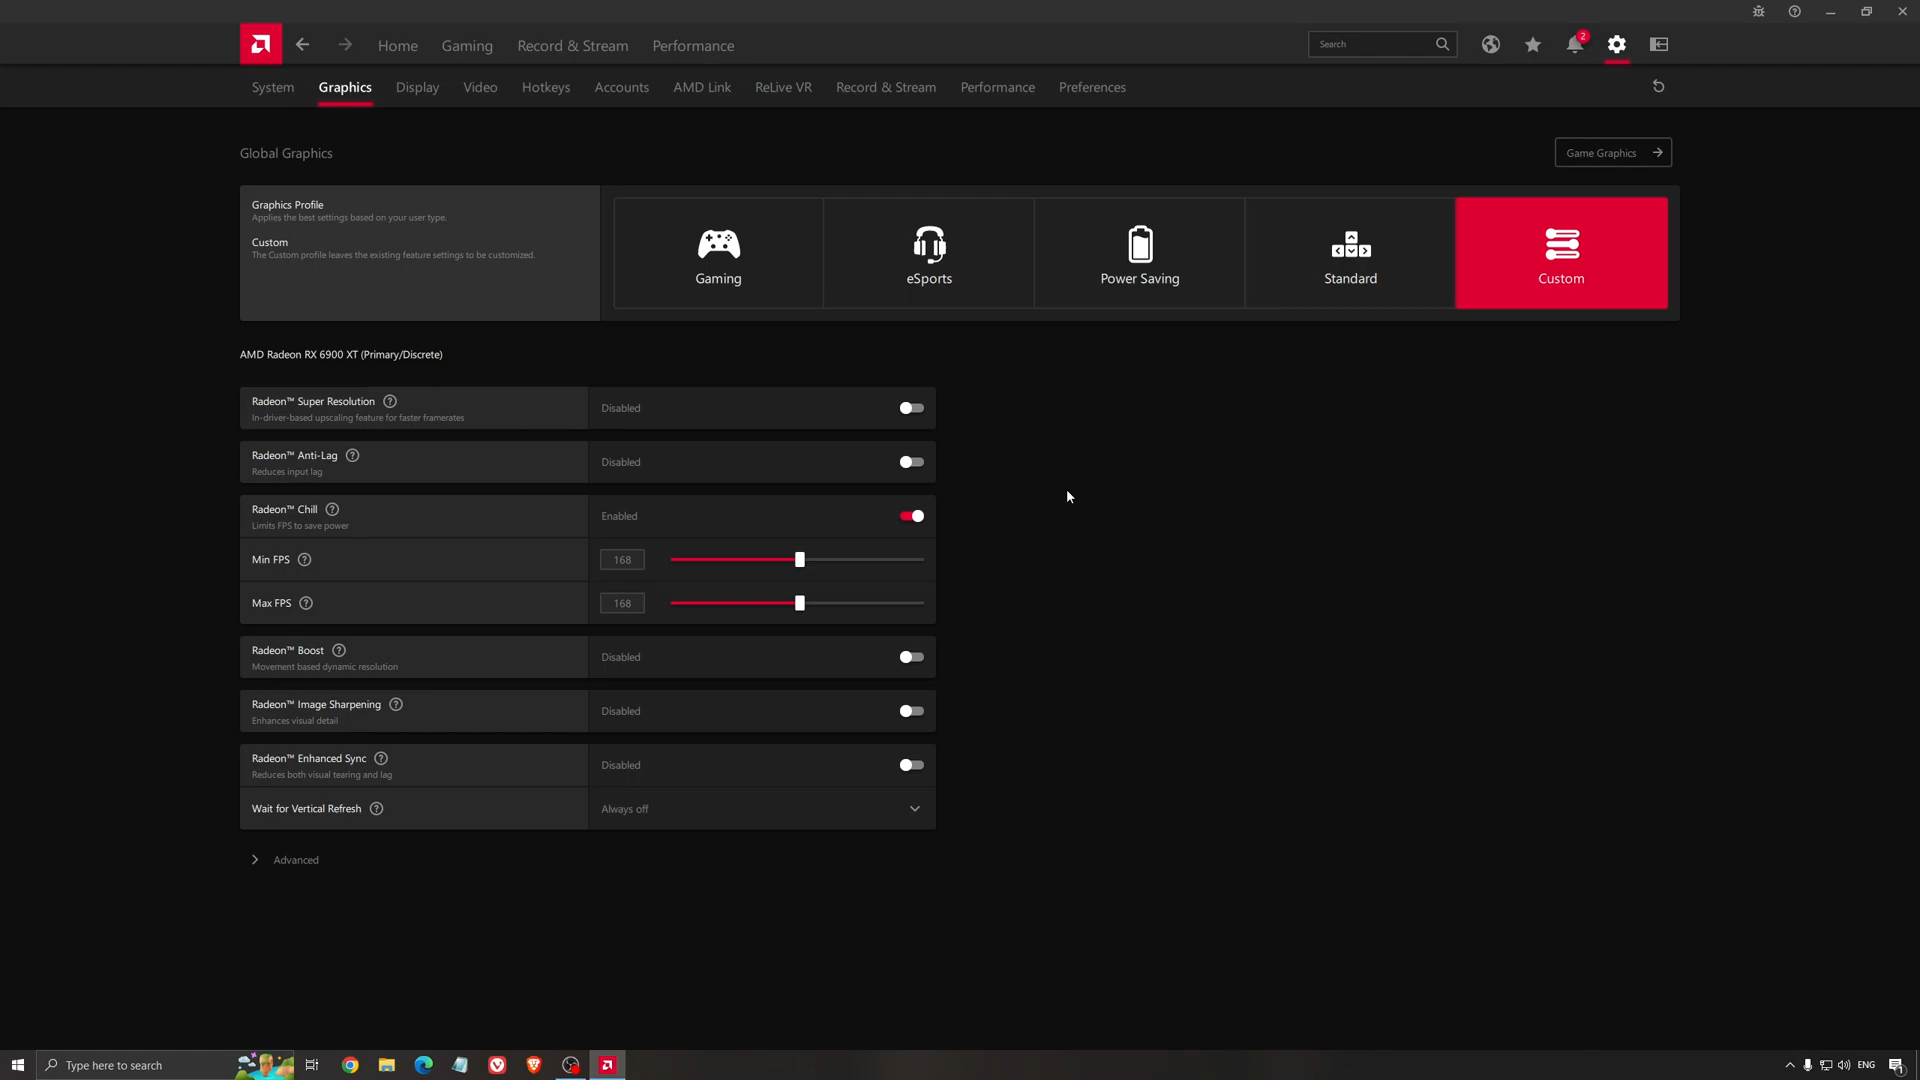 Home
Gaming
Record & Stream
Performance
Search
2
System
Graphics
Display
Video
Hotkeys
Accounts
AMD Link
ReLive VR
Record & Stream
Performance
Preferences
Global Graphics
Game Graphics
Graphics Profile
Applies the best settings based on your user type.
Custom
The Custom profile leaves the existing feature settings to be customized.
Gaming
eSports
Power Saving
Standard
Custom
AMD Radeon RX 6900 XT (Primary/Discrete)
Radeon™ Super Resolution
In-driver-based upscaling feature for faster framerates
Disabled
Radeon™ Anti-Lag
Reduces input lag
Disabled
Radeon™ Chill
Limits FPS to save power
Enabled
Min FPS
168
Max FPS
168
Radeon™ Boost
Movement based dynamic resolution
Disabled
Radeon™ Image Sharpening
Enhances visual detail
Disabled
Radeon™ Enhanced Sync
Reduces both visual tearing and lag
Disabled
Wait for Vertical Refresh
Always off
Advanced
Type here to search
ENG
1